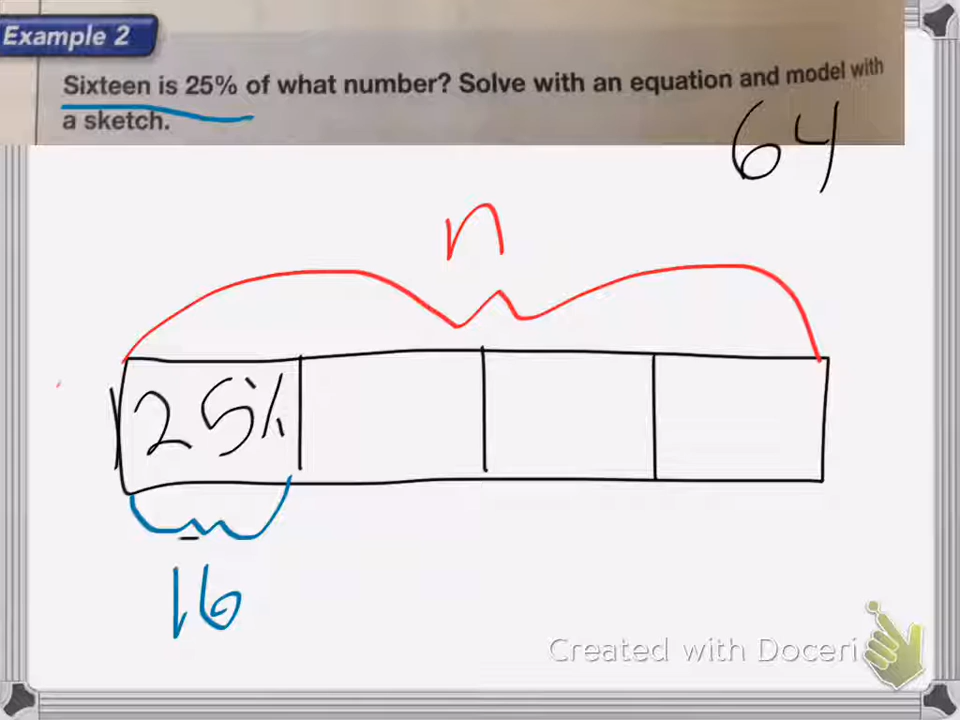 Example 2
Sixteen is 25% of what number? Solve with an equation and model with
a sketch.
64
n
25%
16
Created with Doceri